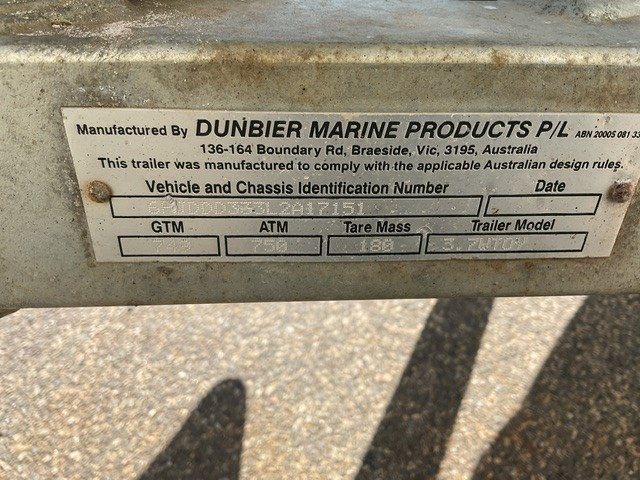 Manufactured By DUNBIER MARINE PRODUCTS P/L ABN 20005 081 33
136-164 Boundary Rd, Braeside, Vic, 3195, Australia
This trailer was manufactured to comply with the applicable Australian design rules.
Vehicle and Chassis Identification Number Date
GTM ATM Tare Mass Trailer Model
750 180